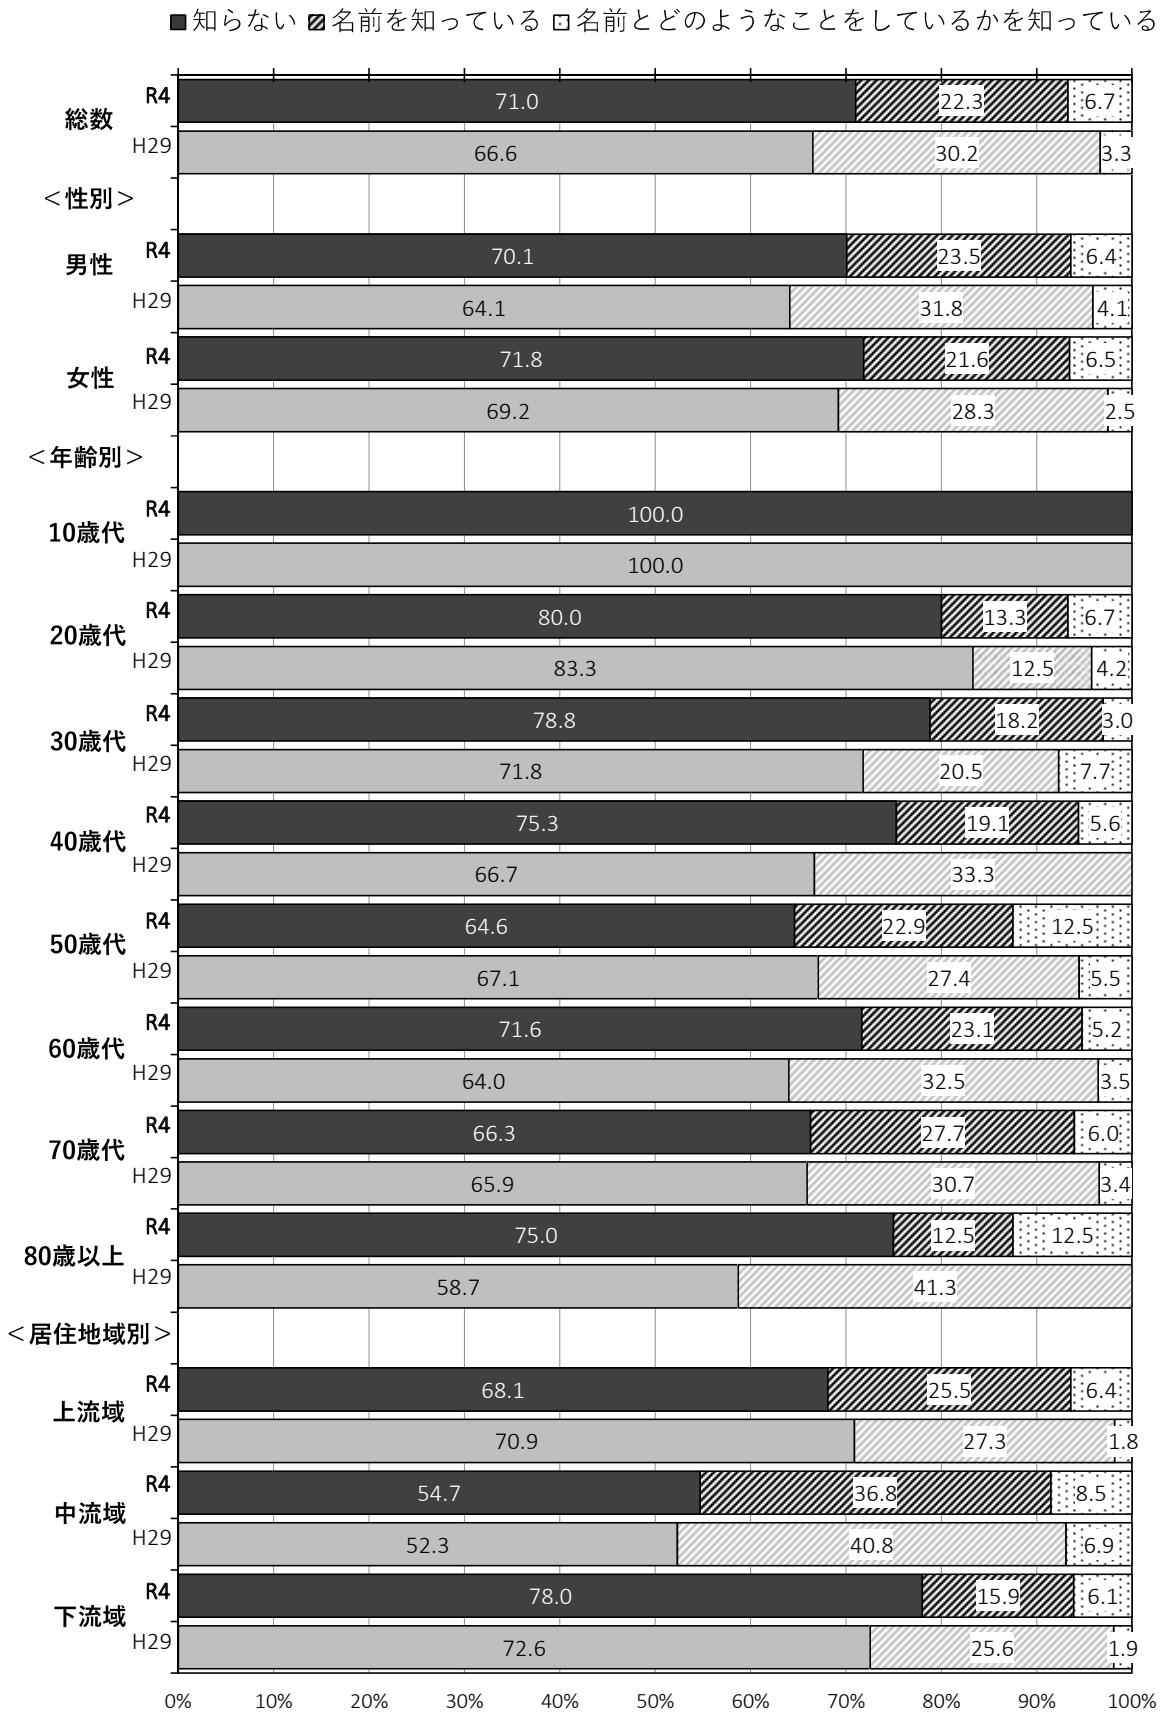 知らない 名前を知っている 名前とどのようなことをしているかを知っている
総数
R4 71.0 22.3 6.7
H29 66.6 30.2 3.3
＜性別＞
男性
R4 70.1 23.5 6.4
H29 64.1 31.8 4.1
女性
R4 71.8 21.6 6.5
H29 69.2 28.3 2.5
＜年齢別＞
10歳代
R4 100.0
H29 100.0
20歳代
R4 80.0 13.3 6.7
H29 83.3 12.5 4.2
30歳代
R4 78.8 18.2 3.0
H29 71.8 20.5 7.7
40歳代
R4 75.3 19.1 5.6
H29 66.7 33.3
50歳代
R4 64.6 22.9 12.5
H29 67.1 27.4 5.5
60歳代
R4 71.6 23.1 5.2
H29 64.0 32.5 3.5
70歳代
R4 66.3 27.7 6.0
H29 65.9 30.7 3.4
80歳以上
R4 75.0 12.5 12.5
H29 58.7 41.3
＜居住地域別＞
上流域
R4 68.1 25.5 6.4
H29 70.9 27.3 1.8
中流域
R4 54.7 36.8 8.5
H29 52.3 40.8 6.9
下流域
R4 78.0 15.9 6.1
H29 72.6 25.6 1.9
0% 10% 20% 30% 40% 50% 60% 70% 80% 90% 100%